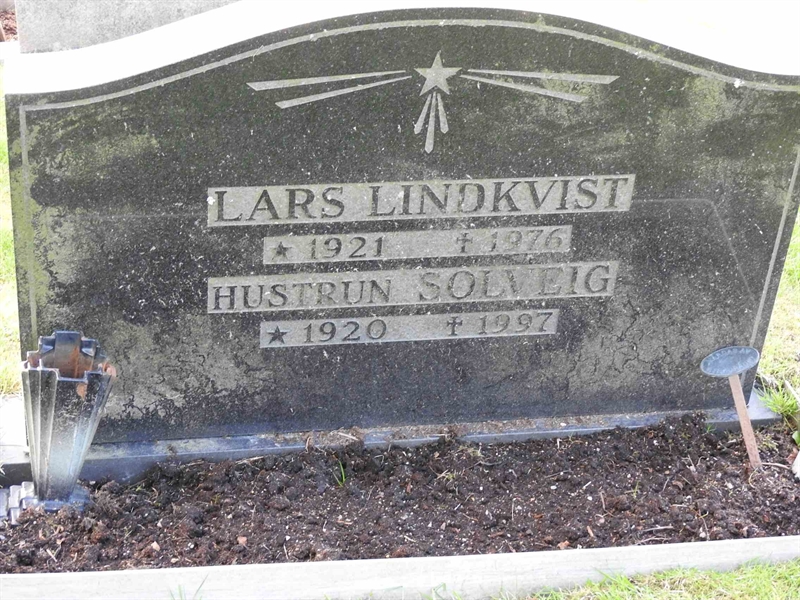 LARS LINDKVIST
★ 1921 ✝ 1976
HUSTRUN SOLVEIG
★ 1920 ✝ 1997